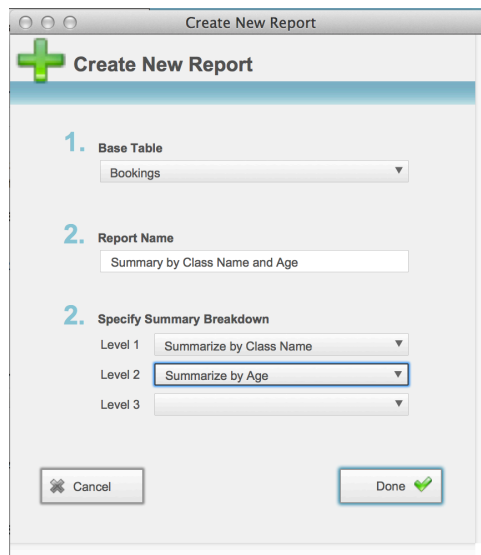 Create New Report
Create New Report
1. Base Table
Bookings
2. Report Name
Summary by Class Name and Age
2. Specify Summary Breakdown
Level 1 Summarize by Class Name
Level 2 Summarize by Age
Level 3
Cancel Done